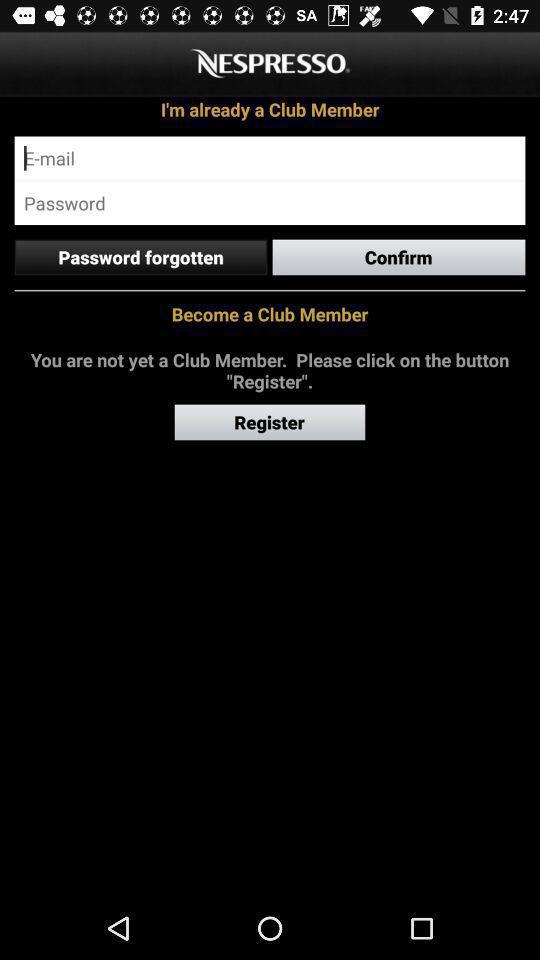 SA 2:47
NESPRESSO.
I'm already a Club Member
E-mail
Password
Password forgotten Confirm
Become a Club Member
You are not yet a Club Member. Please click on the button
"Register".
Register